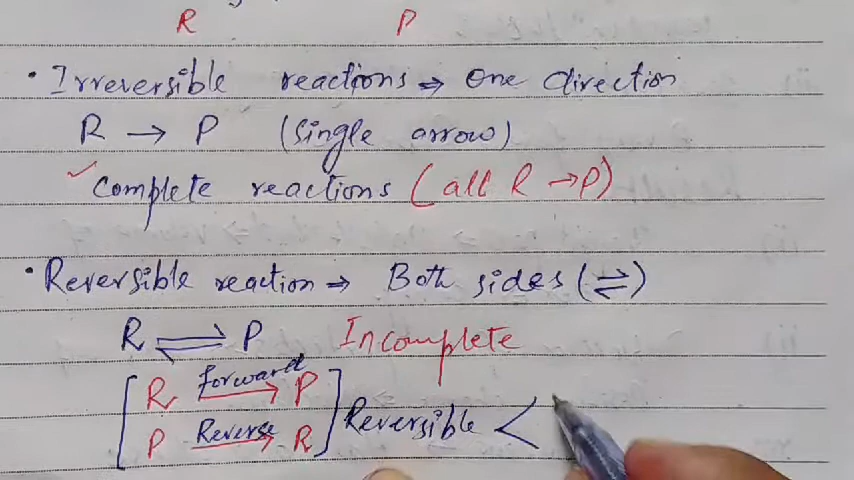 R P
• Irreversible reactions ⇒ One direction
R → P (single arrow)
✓ Complete reactions (all R → P)
• Reversible reaction ⇒ Both sides (⇌)
R ⇌ P Incomplete
[ R forward → P ] Reversible <
[ P Reverse → R ]